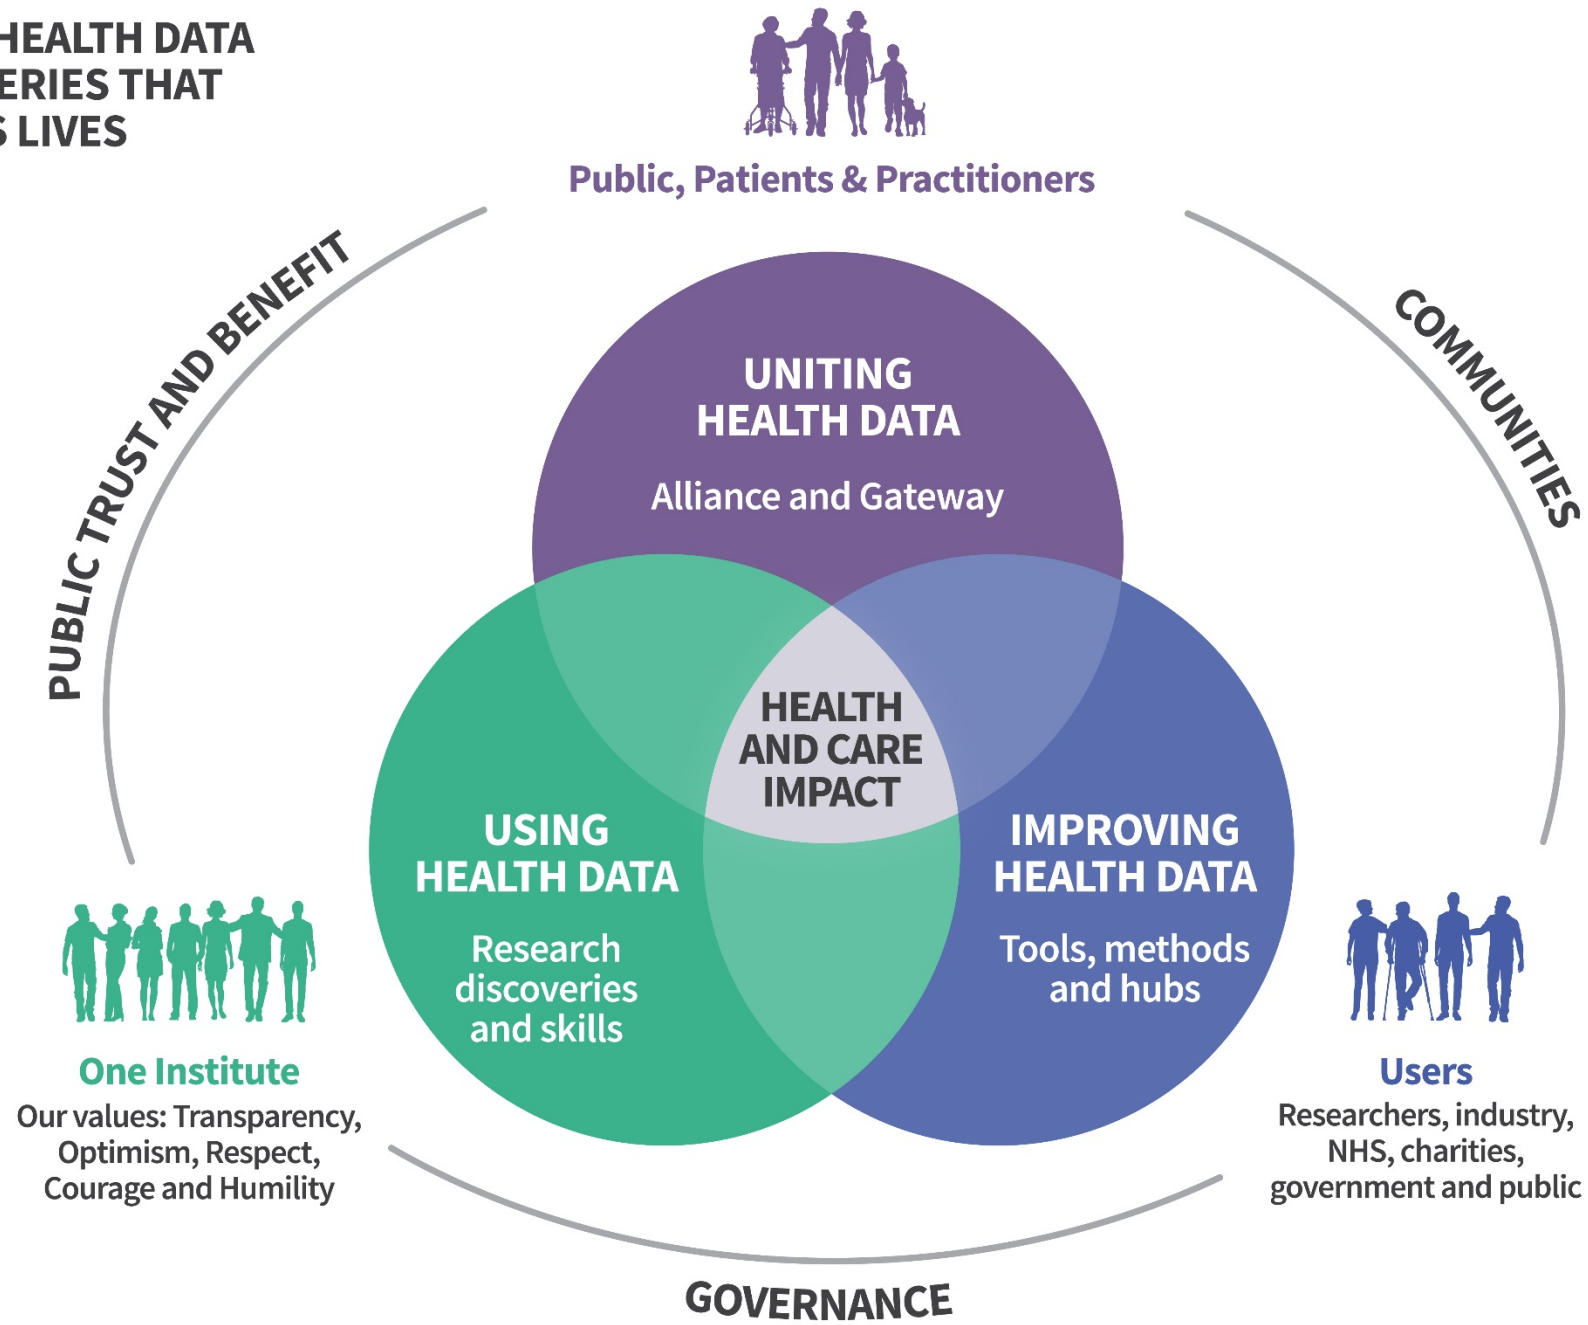 HEALTH DATA
ERIES THAT
S LIVES
Public, Patients & Practitioners
PUBLIC TRUST AND BENEFIT
COMMUNITIES
UNITING
HEALTH DATA
Alliance and Gateway
HEALTH
AND CARE
IMPACT
USING
HEALTH DATA
Research
discoveries
and skills
IMPROVING
HEALTH DATA
Tools, methods
and hubs
One Institute
Our values: Transparency,
Optimism, Respect,
Courage and Humility
Users
Researchers, industry,
NHS, charities,
government and public
GOVERNANCE